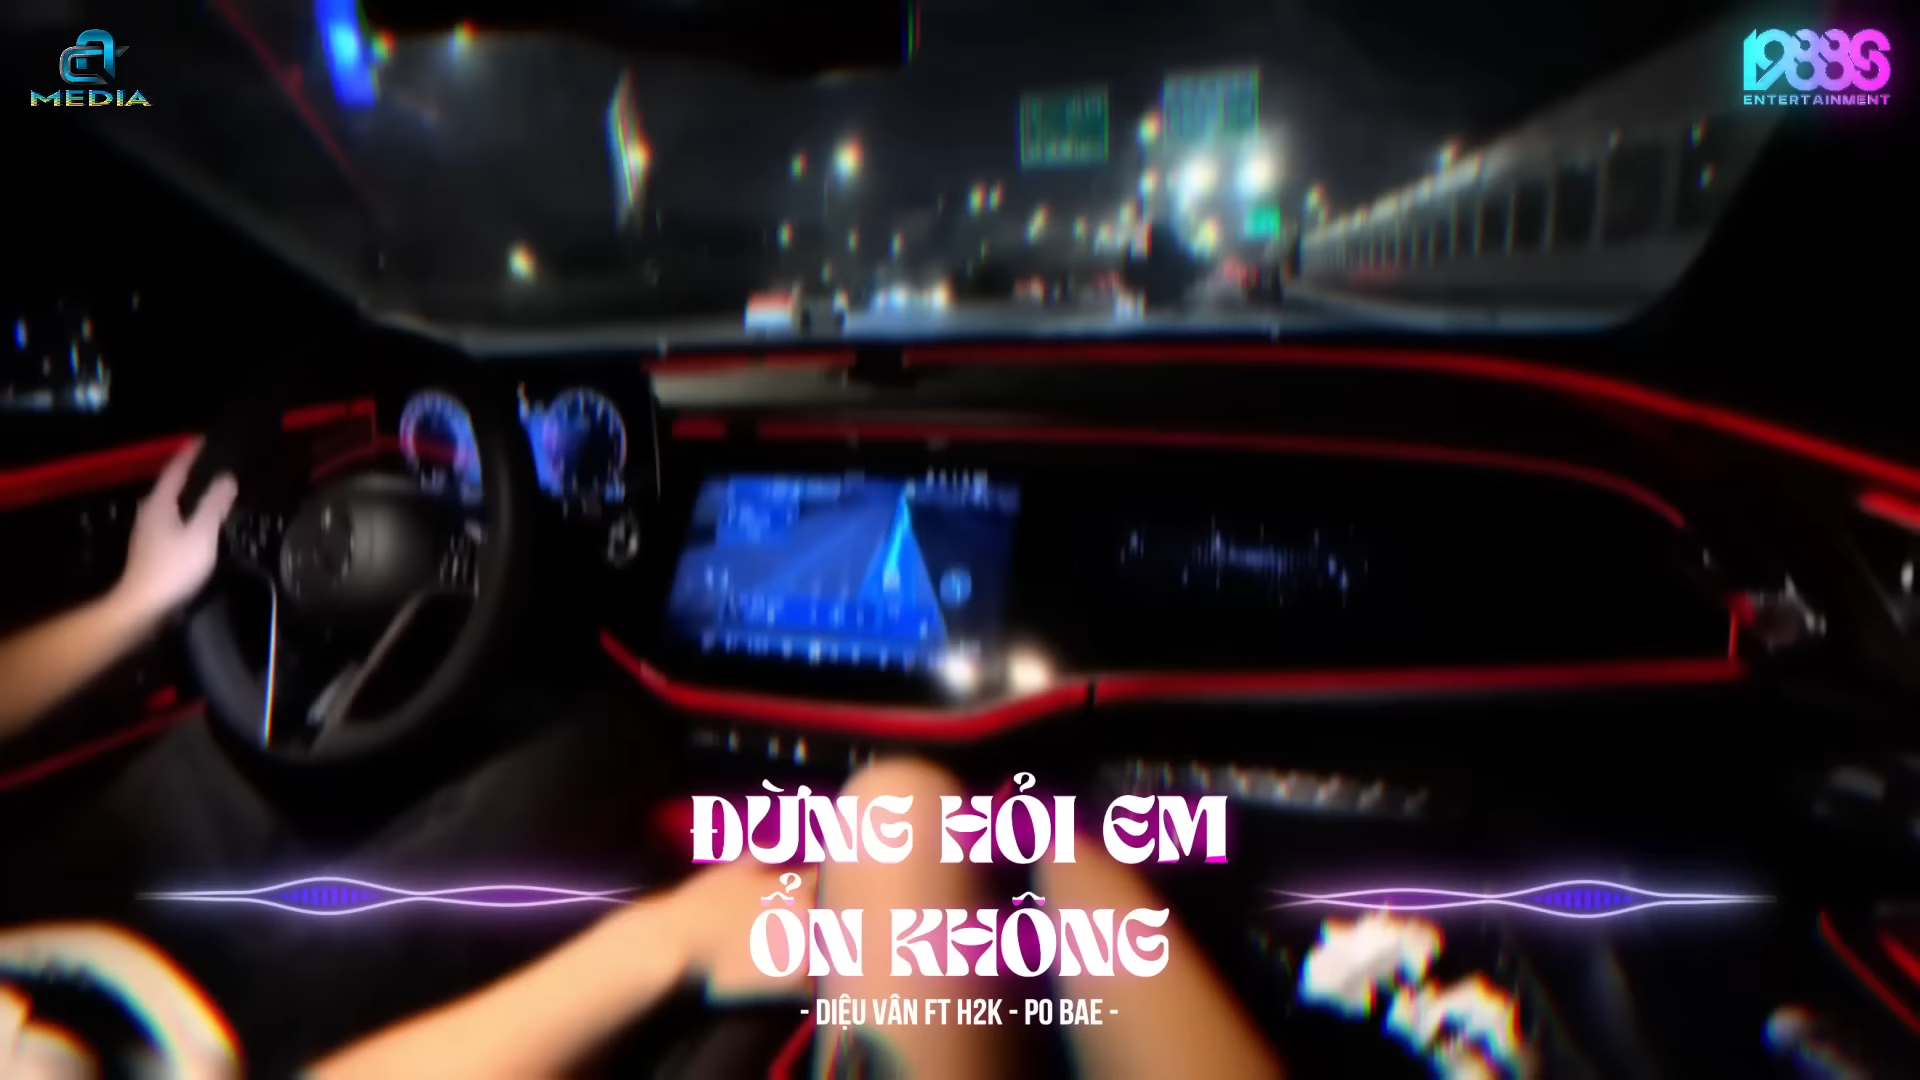 MEDIA
1988S
ENTERTAINMENT
ĐỪNG HỎI EM
ỔN KHÔNG
- DIỆU VÂN FT H2K - PO BAE -